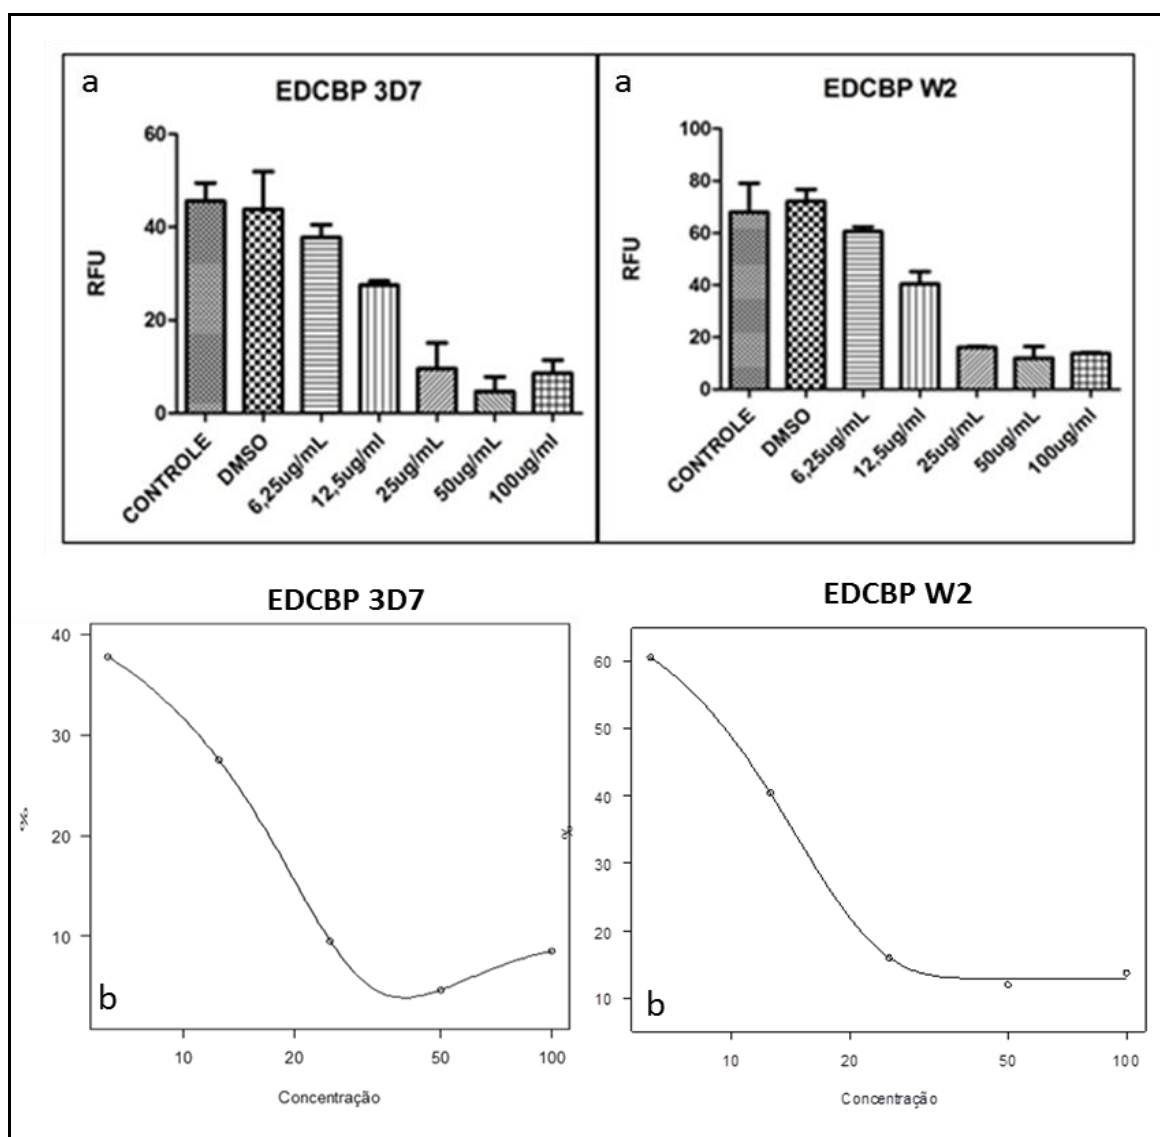 a
EDCBP 3D7
60
40
20
0
RFU
CONTROLE
DMSO
6,25ug/mL
12,5ug/ml
25ug/mL
50ug/mL
100ug/ml
a
EDCBP W2
100
80
60
40
20
0
RFU
CONTROLE
DMSO
6,25ug/mL
12,5ug/ml
25ug/mL
50ug/mL
100ug/ml
EDCBP 3D7
40
30
20
10
%
b
10 20 50 100
Concentração
EDCBP W2
60
50
40
30
20
10
%
b
10 20 50 100
Concentração